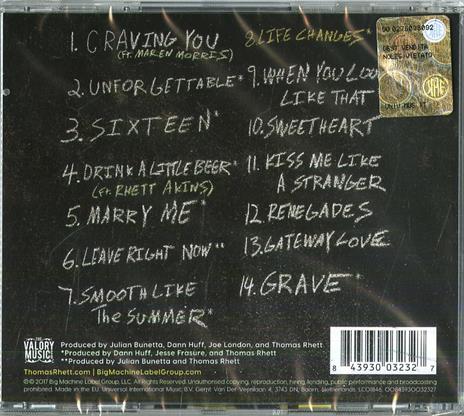 1. CRAVING YOU
(Ft. MAREN MORRIS)
2. UNFORGETTABLE*
3. SIXTEEN*
4. DRINK A LITTLE BEER*
(Ft. RHETT AKINS)
5. MARRY ME*
6. LEAVE RIGHT NOW**
7. SMOOTH LIKE
The SUMMER*
8. LIFE CHANGES*
9. WHEN YOU LOOK
LIKE THAT
10. SWEETHEART
11. KISS ME LIKE
A STRANGER
12. RENEGADES
13. GATEWAY LOVE
14. GRAVE*
THE
VALORY
MUSIC
Produced by Julian Bunetta, Dann Huff, Joe London, and Thomas Rhett
*Produced by Dann Huff, Jesse Frasure, and Thomas Rhett
**Produced by Julian Bunetta and Thomas Rhett
ThomasRhett.com | BigMachineLabelGroup.com
8 43930 03232 7